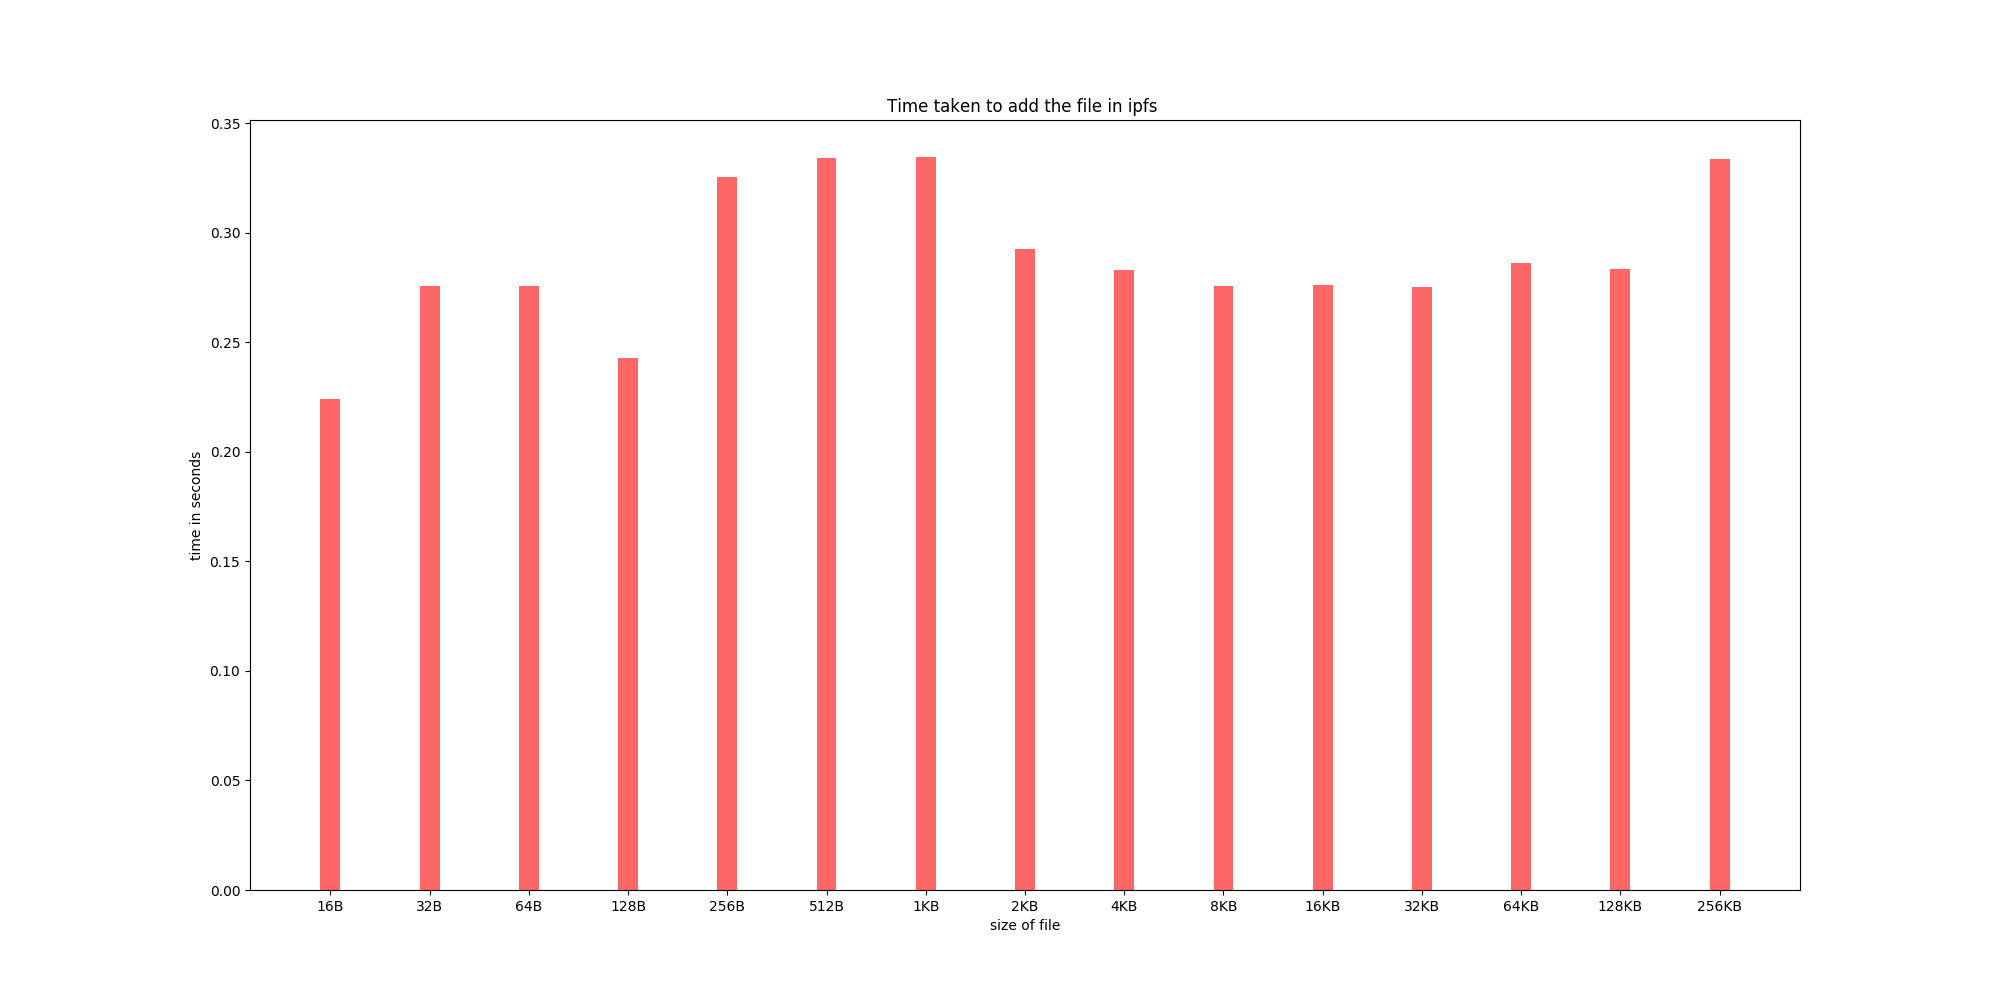 Time taken to add the file in ipfs
0.35
0.30
0.25
0.20
0.15
0.10
0.05
0.00
time in seconds
16B 32B 64B 128B 256B 512B 1KB 2KB 4KB 8KB 16KB 32KB 64KB 128KB 256KB
size of file